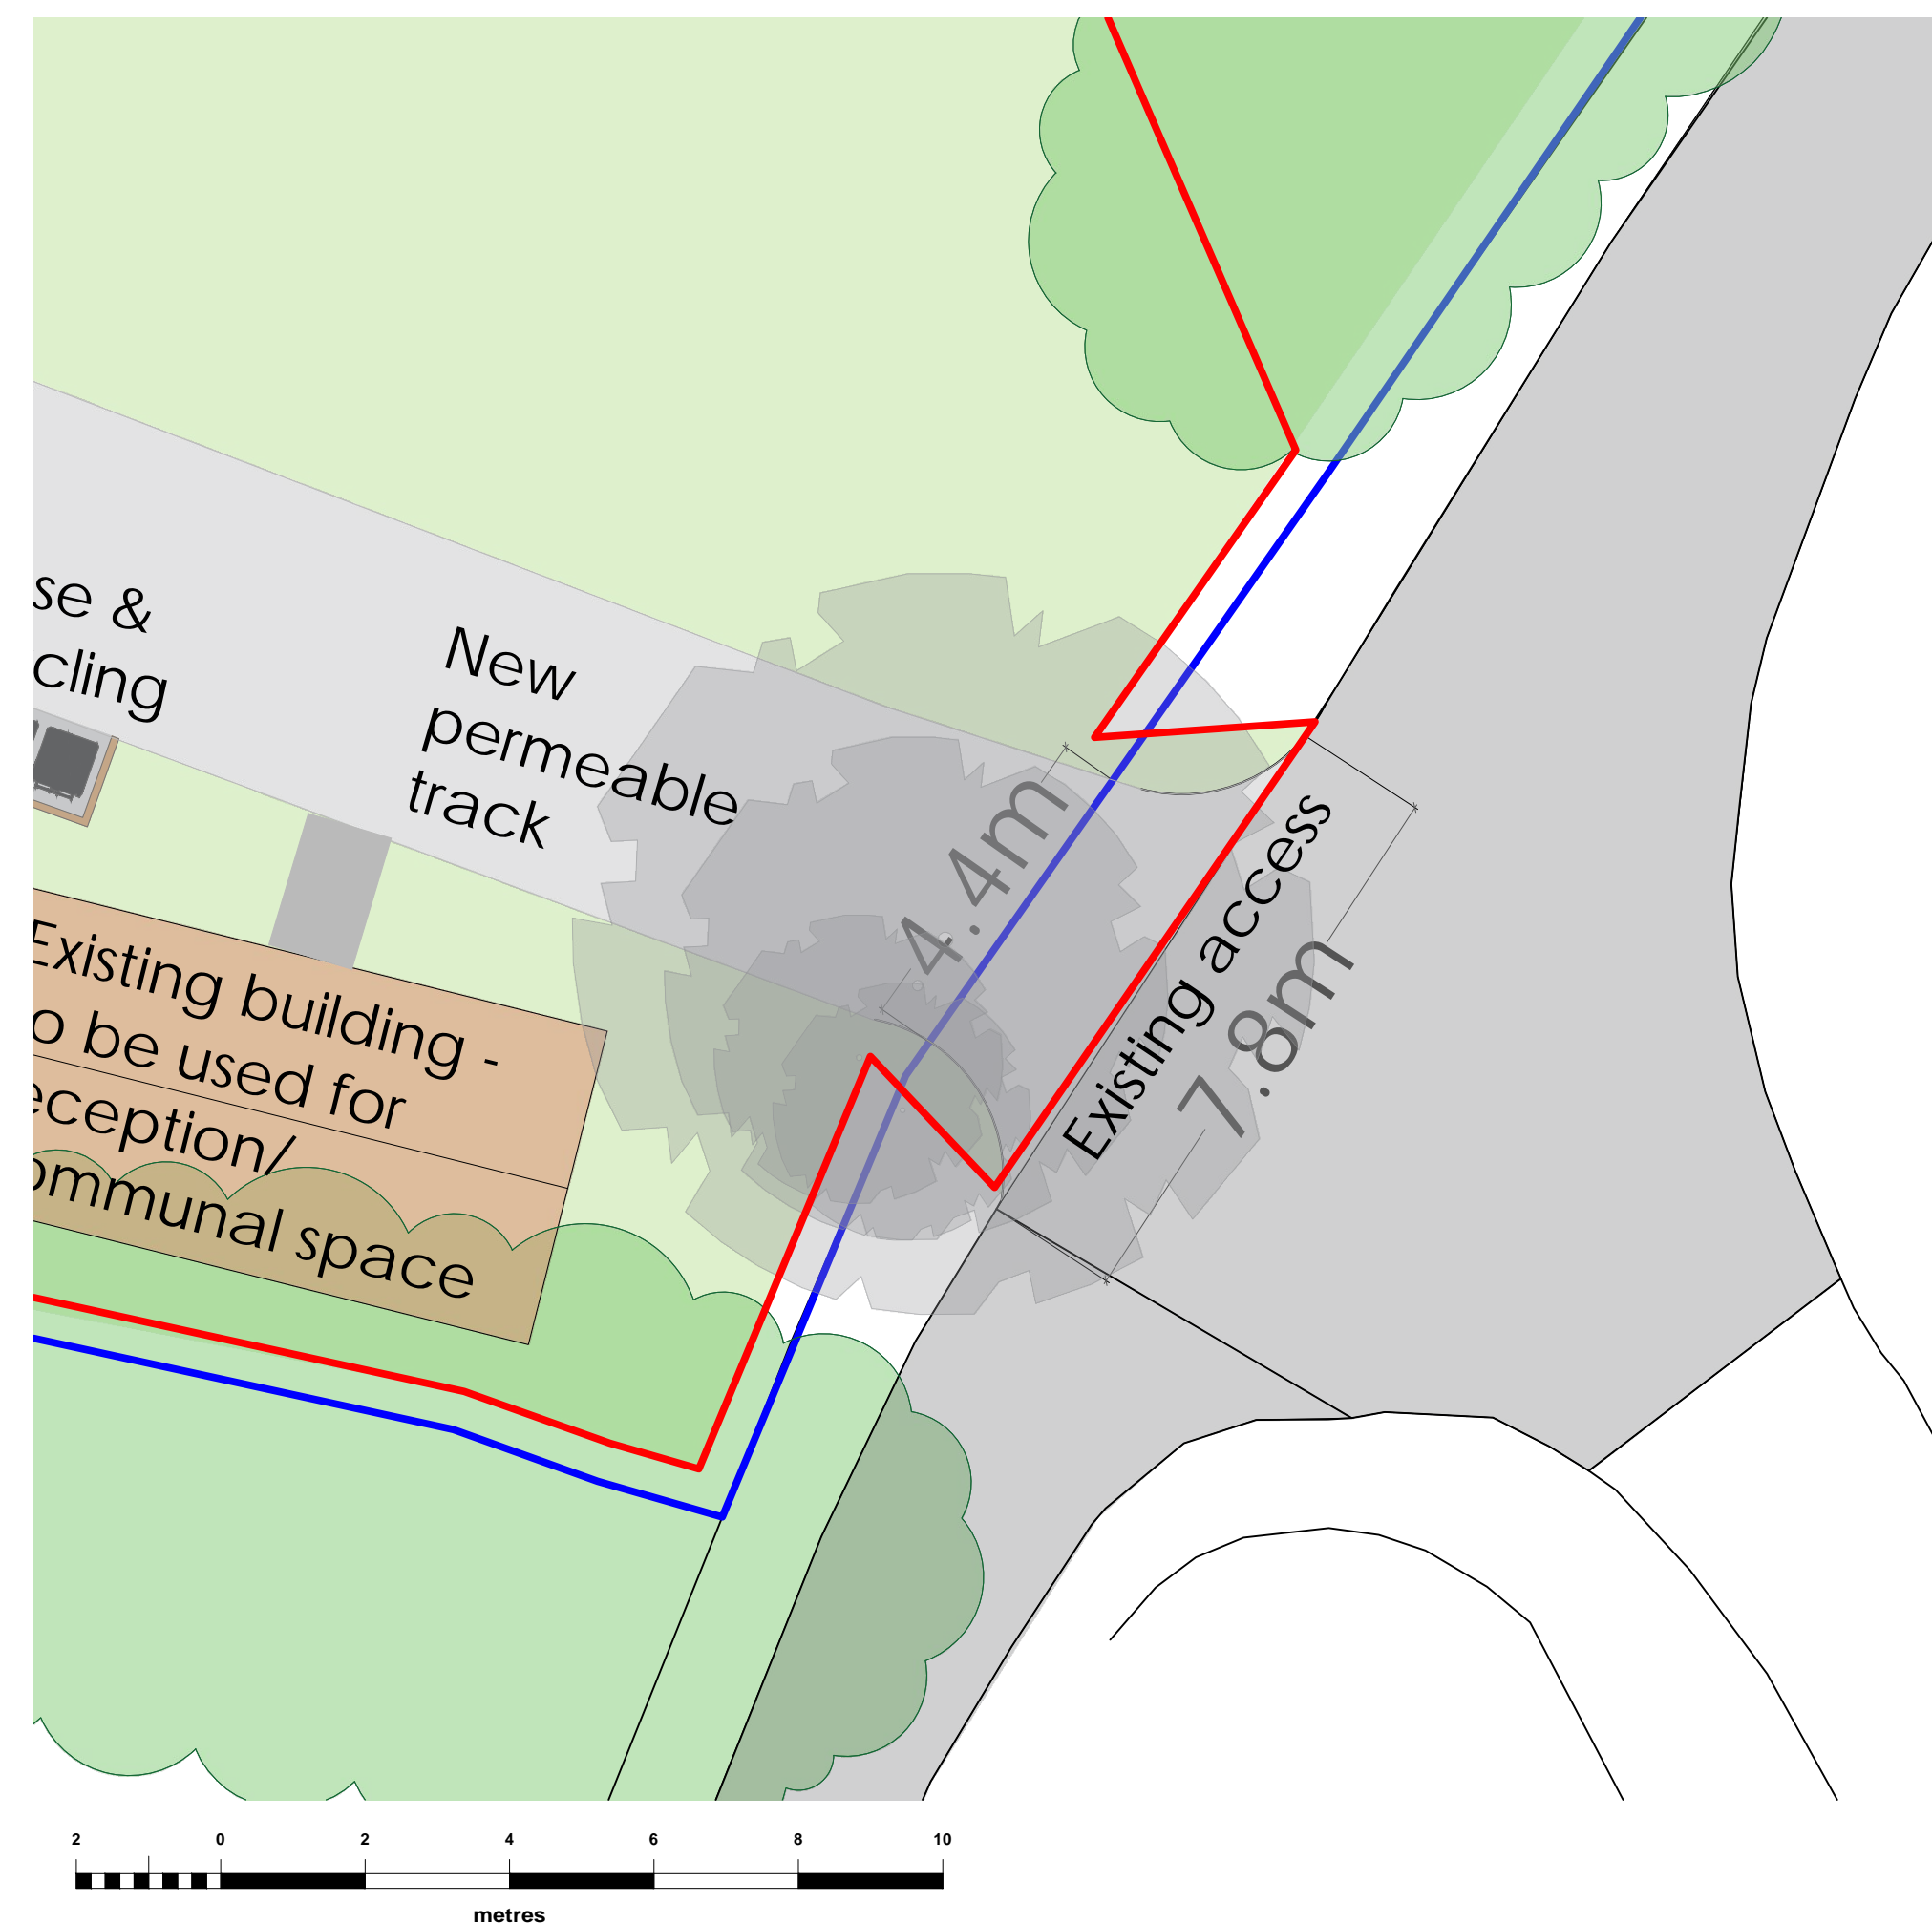 se &
cling
New
permeable
track
4.4m
Existing access
7.8m
Existing building -
o be used for
eception/
ommunal space
2 0 2 4 6 8 10
metres